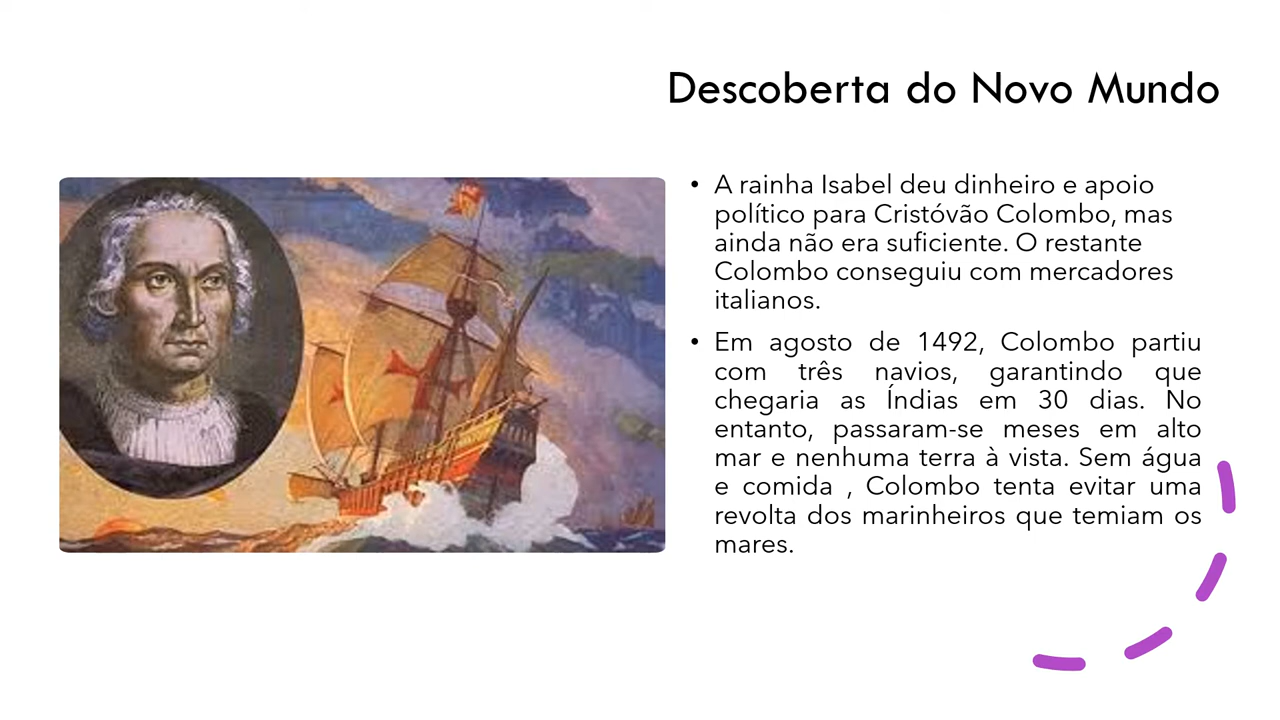 Descoberta do Novo Mundo
• A rainha Isabel deu dinheiro e apoio
político para Cristóvão Colombo, mas
ainda não era suficiente. O restante
Colombo conseguiu com mercadores
italianos.
• Em agosto de 1492, Colombo partiu
com três navios, garantindo que
chegaria as Índias em 30 dias. No
entanto, passaram-se meses em alto
mar e nenhuma terra à vista. Sem água
e comida , Colombo tenta evitar uma
revolta dos marinheiros que temiam os
mares.